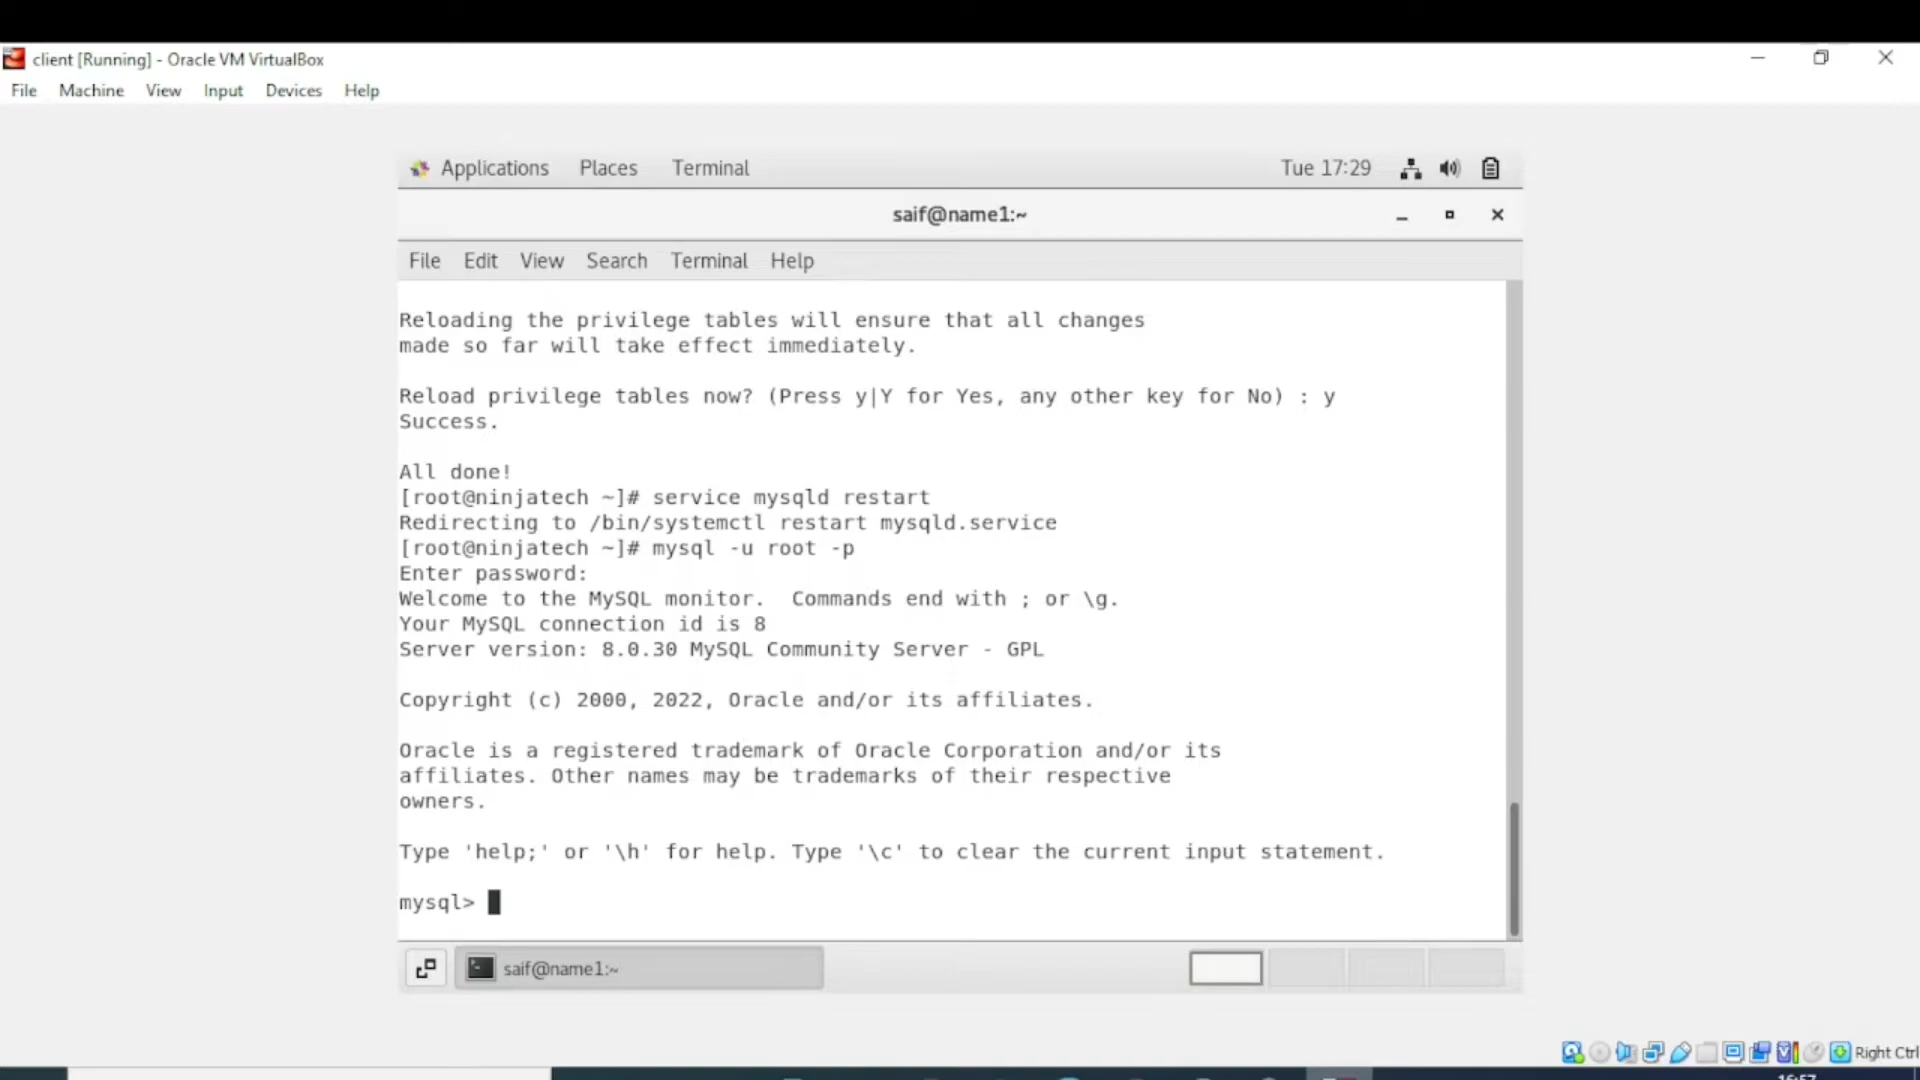 client [Running] - Oracle VM VirtualBox
File Machine View Input Devices Help
Applications Places Terminal Tue 17:29
saif@name1:~
File Edit View Search Terminal Help
Reloading the privilege tables will ensure that all changes
made so far will take effect immediately.
Reload privilege tables now? (Press y|Y for Yes, any other key for No) : y
Success.
All done!
[root@ninjatech ~]# service mysqld restart
Redirecting to /bin/systemctl restart mysqld.service
[root@ninjatech ~]# mysql -u root -p
Enter password:
Welcome to the MySQL monitor.  Commands end with ; or \g.
Your MySQL connection id is 8
Server version: 8.0.30 MySQL Community Server - GPL
Copyright (c) 2000, 2022, Oracle and/or its affiliates.
Oracle is a registered trademark of Oracle Corporation and/or its
affiliates. Other names may be trademarks of their respective
owners.
Type 'help;' or '\h' for help. Type '\c' to clear the current input statement.
mysql>
saif@name1:~
Right Ctrl